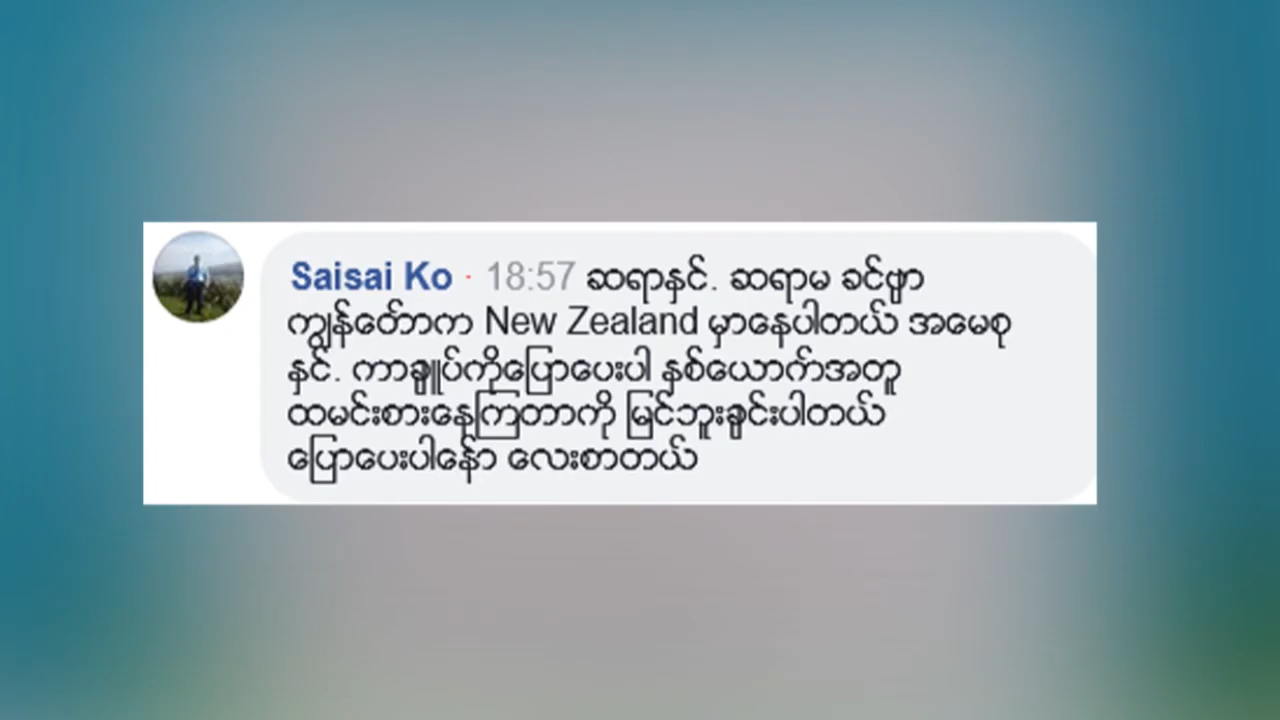 Saisai Ko · 18:57 ဆရာနှင်. ဆရာမ ခင်ဗျာ
ကျွန်တော်က New Zealand မှာနေပါတယ် အမေစု
နှင်. ကာချူပ်ကိုပြောပေးပါ နှစ်ယောက်အတူ
ထမင်းစားနေကြတာကို မြင်ဘူးချင်းပါတယ်
ပြောပေးပါနော် လေးစာတယ်